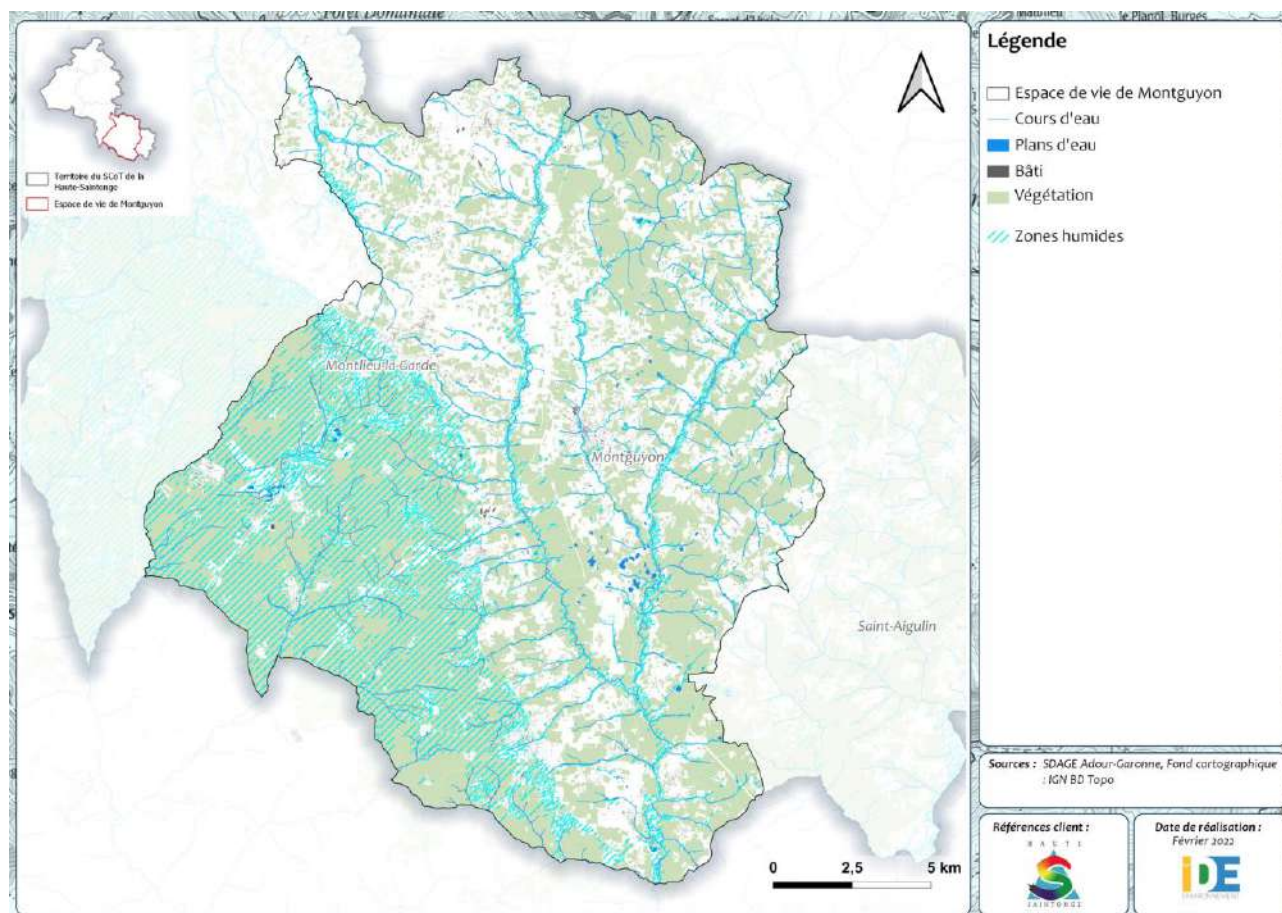 Légende
Espace de vie de Montguyon
Cours d'eau
Plans d'eau
Bâti
Végétation
Zones humides
Territoire du SCoT de la
Haute-Saintonge
Espace de vie de Montguyon
Montlieu-la-Garde
Montguyon
Saint-Aigulin
0 2,5 5 km
Sources : SDAGE Adour-Garonne, Fond cartographique
: IGN BD Topo
Références client :
HAUTE
SAINTONGE
Date de réalisation :
Février 2022
IDE